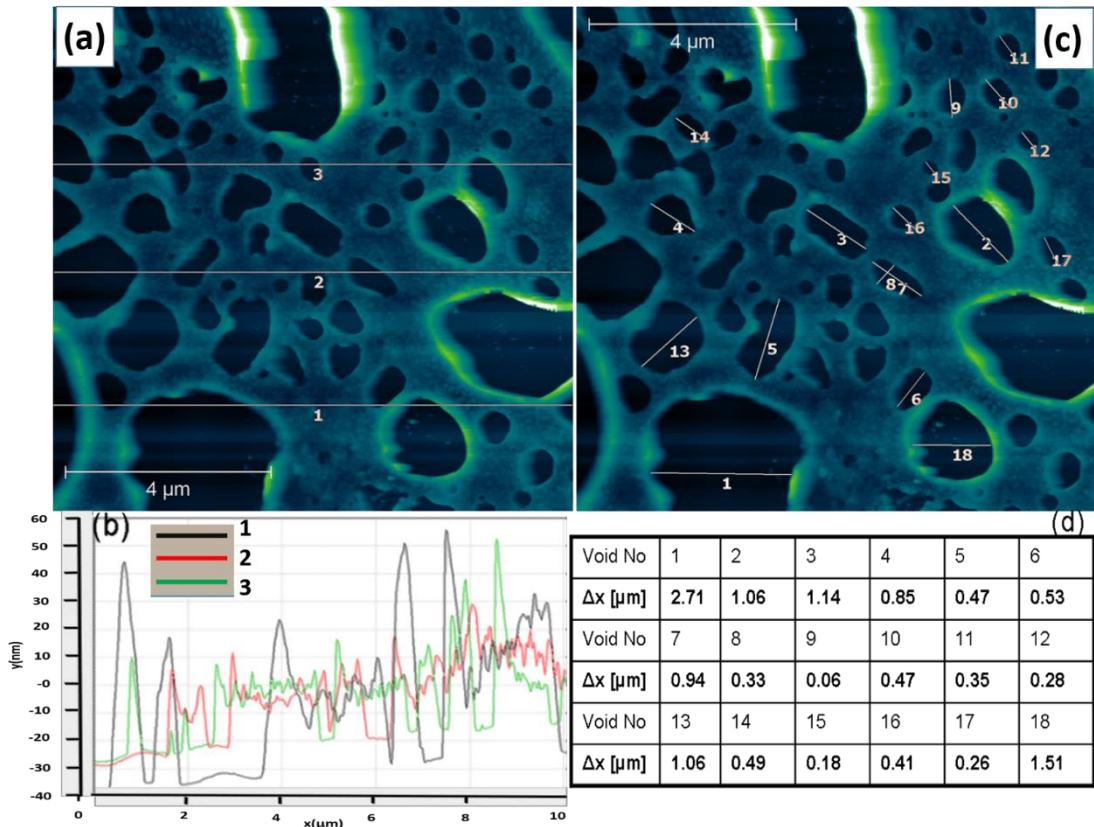 (a)
3
2
1
4 µm
4 µm
(c)
11
10
9
12
14
15
16
4
3
2
17
8
7
13
5
6
18
1
(b)
1
2
3
60
50
40
30
20
10
-0
-10
-20
-30
-40
y(nm)
0 2 4 6 8 10
x(µm)
(d)
Void No 1 2 3 4 5 6
Δx [µm] 2.71 1.06 1.14 0.85 0.47 0.53
Void No 7 8 9 10 11 12
Δx [µm] 0.94 0.33 0.06 0.47 0.35 0.28
Void No 13 14 15 16 17 18
Δx [µm] 1.06 0.49 0.18 0.41 0.26 1.51